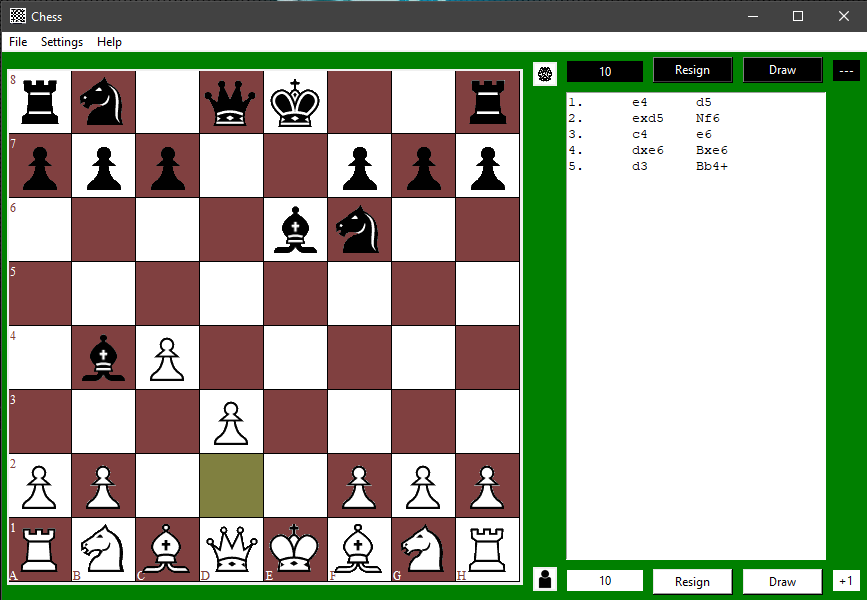 Chess
File Settings Help
10 Resign Draw ---
1. e4 d5
2. exd5 Nf6
3. c4 e6
4. dxe6 Bxe6
5. d3 Bb4+
8
7
6
5
4
3
2
1
A B C D E F G H
10 Resign Draw +1